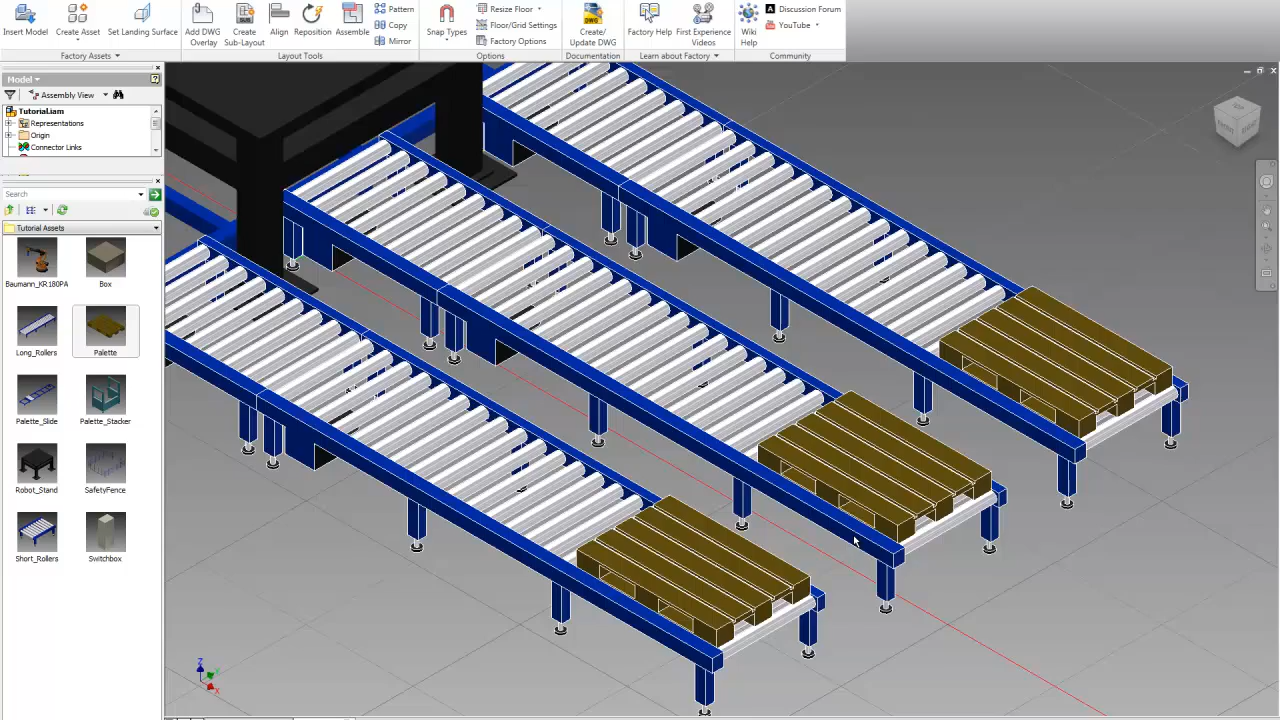 Insert Model
Create Asset
Set Landing Surface
Factory Assets
Add DWG
Overlay
Create
Sub-Layout
Align
Reposition
Assemble
Pattern
Copy
Mirror
Layout Tools
Snap Types
Resize Floor
Floor/Grid Settings
Factory Options
Options
DWG
Create/
Update DWG
Documentation
Factory Help
First Experience
Videos
Learn about Factory
Wiki
Help
Discussion Forum
YouTube
Community
Model
Assembly View
Tutorial.iam
Representations
Origin
Connector Links
Search
Tutorial Assets
Baumann_KR180PA
Box
Long_Rollers
Palette
Palette_Slide
Palette_Stacker
Robot_Stand
SafetyFence
Short_Rollers
Switchbox
Z
X